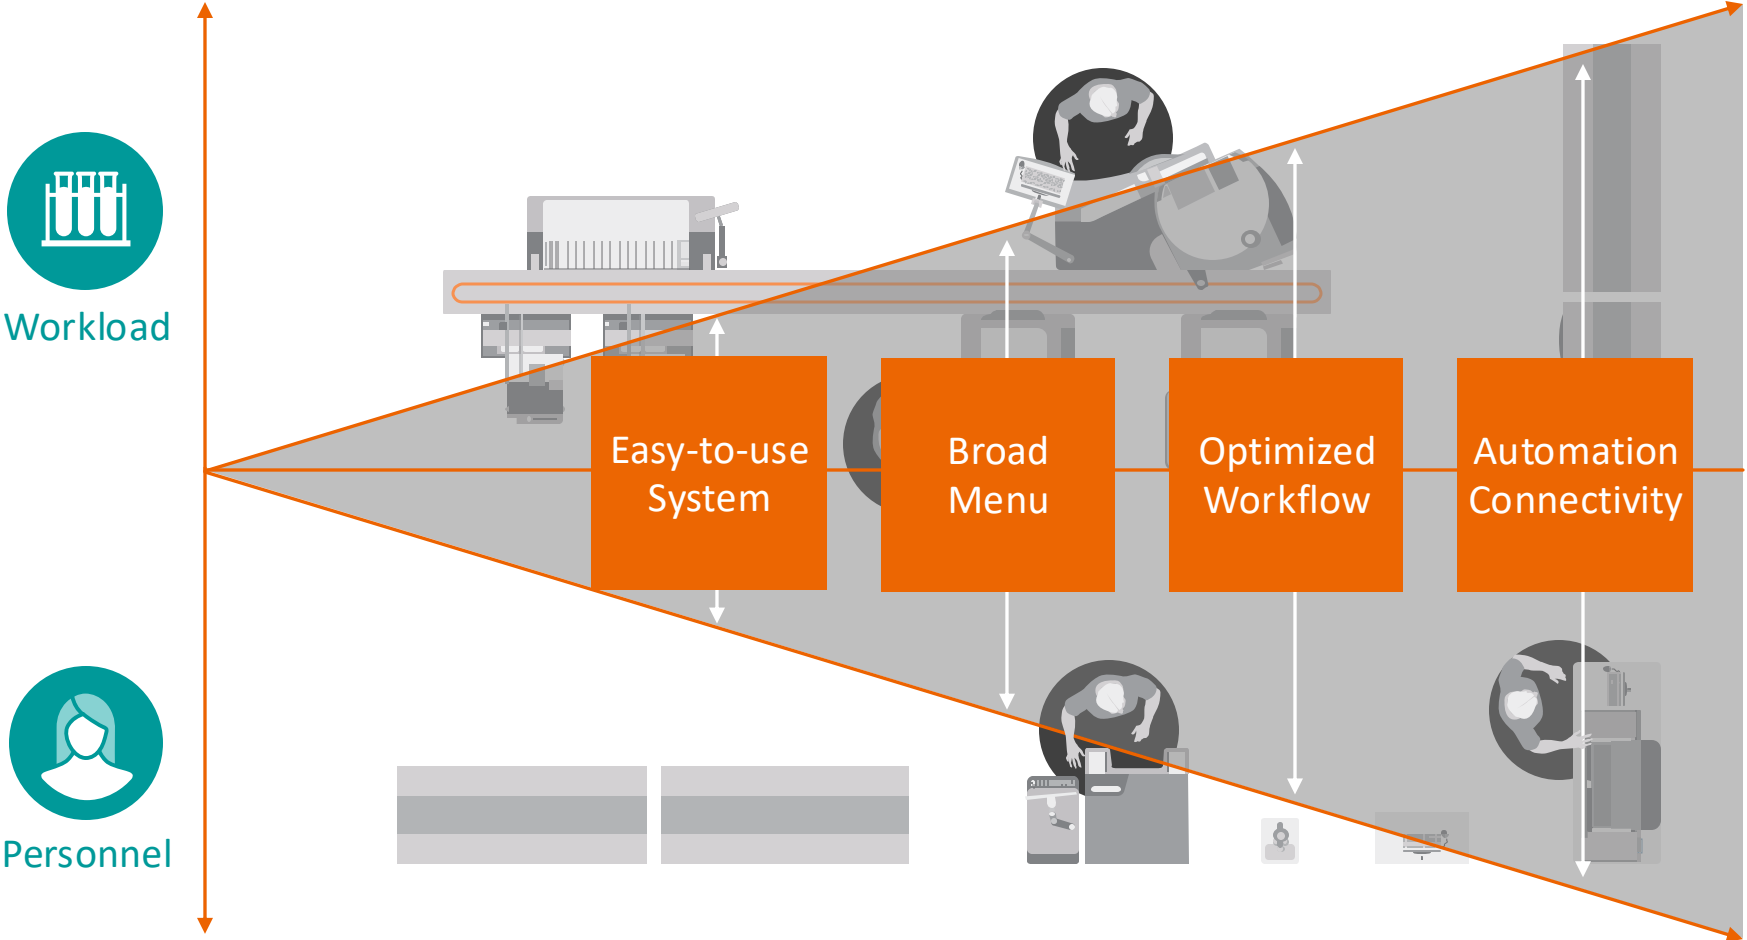 Workload
Easy-to-use
System
Broad
Menu
Optimized
Workflow
Automation
Connectivity
Personnel